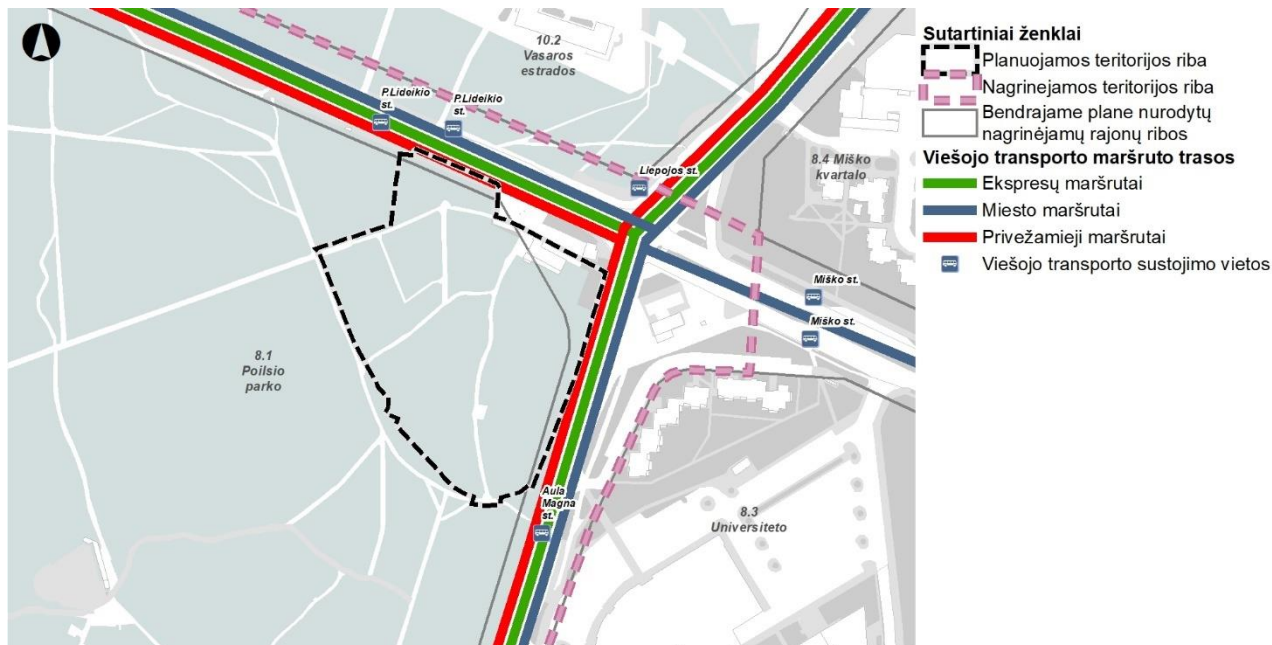 10.2
Vasaros
estrados
P.Lideikio
st.
P.Lideikio
st.
Liepojos st.
8.4 Miško
kvartalo
Miško st.
Miško st.
8.1
Poilsio
parko
Aula
Magna
st.
8.3
Universiteto
Sutartiniai ženklai
Planuojamos teritorijos riba
Nagrinejamos teritorijos riba
Bendrajame plane nurodytų
nagrinėjamų rajonų ribos
Viešojo transporto maršruto trasos
Ekspresų maršrutai
Miesto maršrutai
Privežamieji maršrutai
Viešojo transporto sustojimo vietos